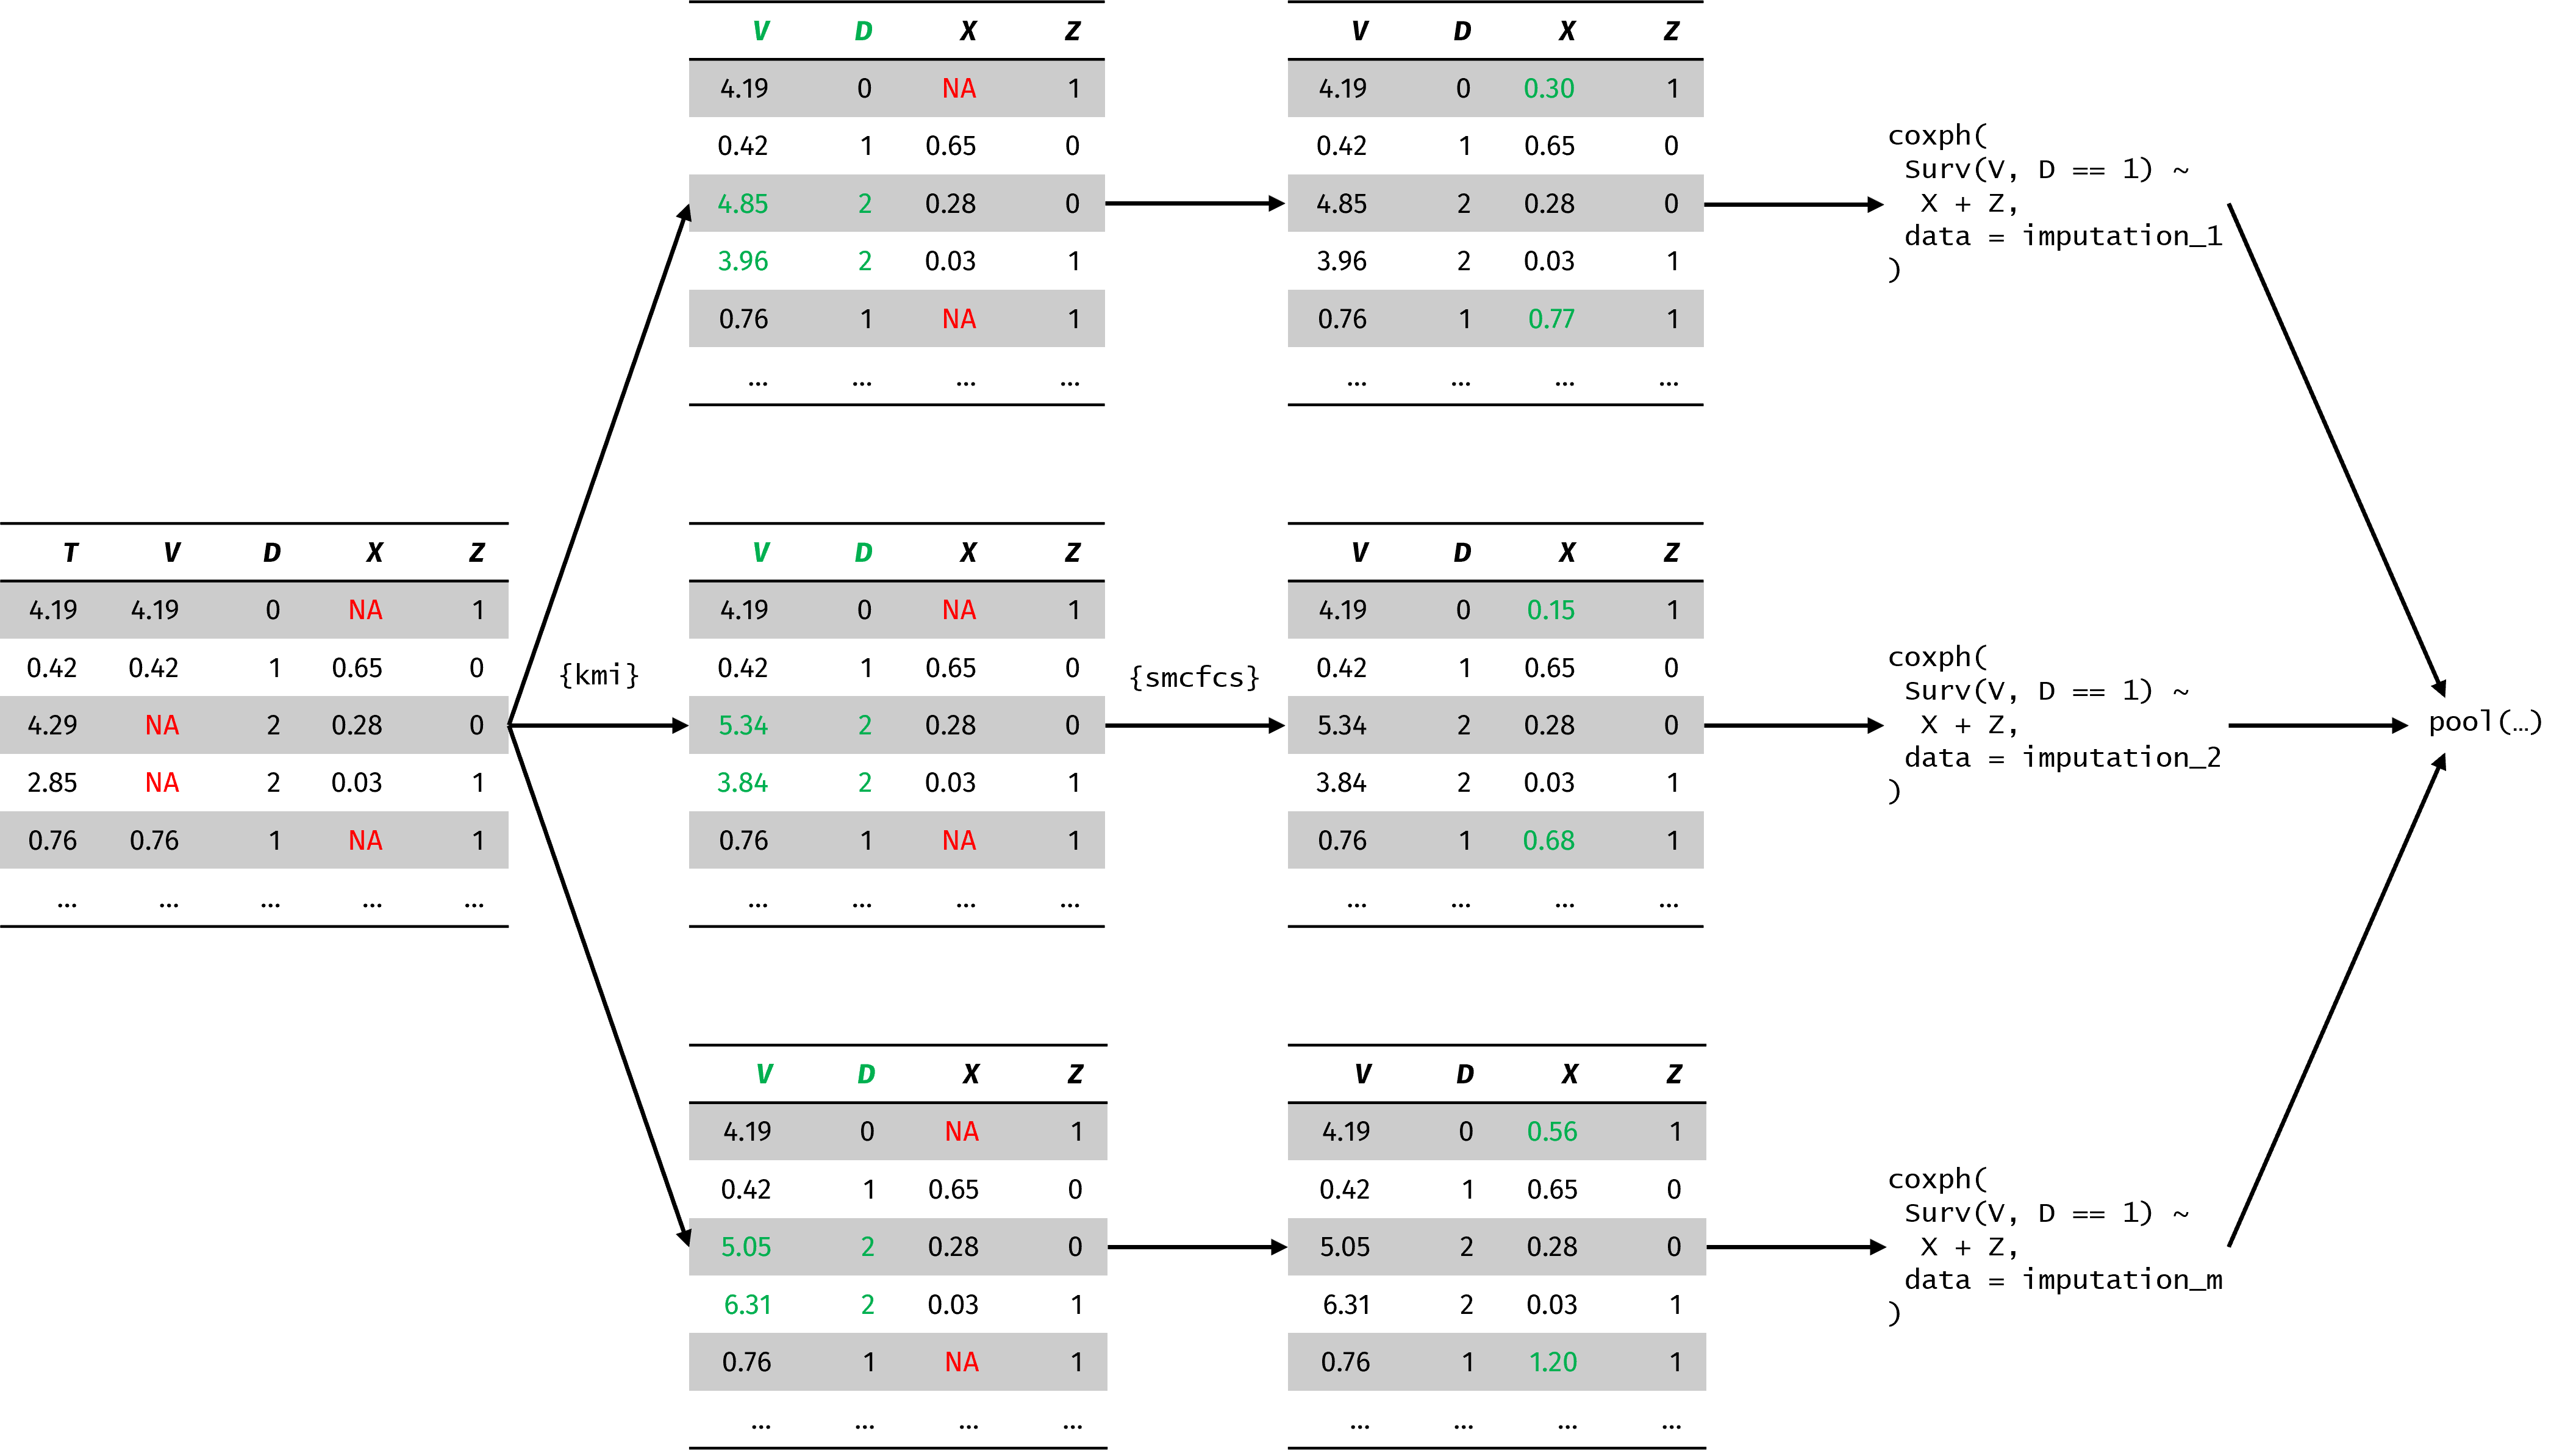 V D X Z
4.19 0 NA 1
0.42 1 0.65 0
4.85 2 0.28 0
3.96 2 0.03 1
0.76 1 NA 1
... ... ... ...
V D X Z
4.19 0 0.30 1
0.42 1 0.65 0
4.85 2 0.28 0
3.96 2 0.03 1
0.76 1 0.77 1
... ... ... ...
coxph(
Surv(V, D == 1) ~
X + Z,
data = imputation_1
)
T V D X Z
4.19 4.19 0 NA 1
0.42 0.42 1 0.65 0
4.29 NA 2 0.28 0
2.85 NA 2 0.03 1
0.76 0.76 1 NA 1
... ... ... ... ...
{kmi}
V D X Z
4.19 0 NA 1
0.42 1 0.65 0
5.34 2 0.28 0
3.84 2 0.03 1
0.76 1 NA 1
... ... ... ...
{smcfcs}
V D X Z
4.19 0 0.15 1
0.42 1 0.65 0
5.34 2 0.28 0
3.84 2 0.03 1
0.76 1 0.68 1
... ... ... ...
coxph(
Surv(V, D == 1) ~
X + Z,
data = imputation_2
)
pool(…)
V D X Z
4.19 0 NA 1
0.42 1 0.65 0
5.05 2 0.28 0
6.31 2 0.03 1
0.76 1 NA 1
... ... ... ...
V D X Z
4.19 0 0.56 1
0.42 1 0.65 0
5.05 2 0.28 0
6.31 2 0.03 1
0.76 1 1.20 1
... ... ... ...
coxph(
Surv(V, D == 1) ~
X + Z,
data = imputation_m
)